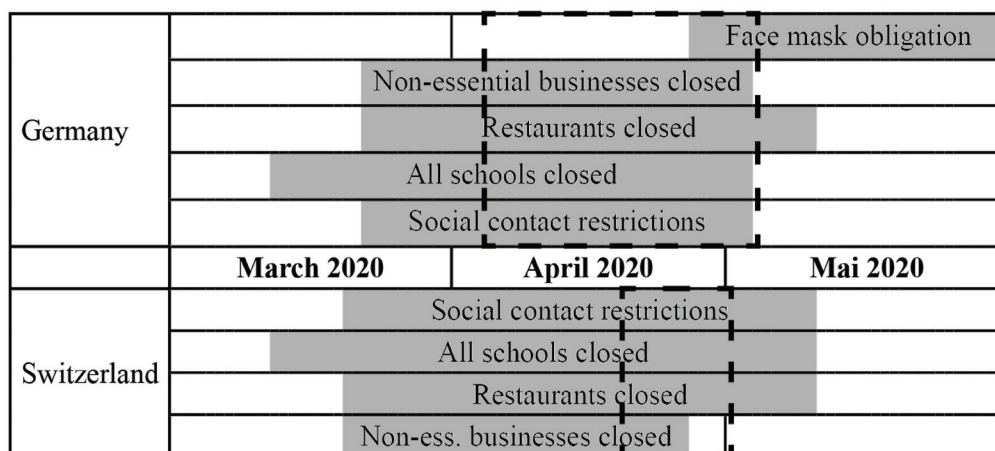 Face mask obligation
Non-essential businesses closed
Germany
Restaurants closed
All schools closed
Social contact restrictions
March 2020 April 2020 Mai 2020
Social contact restrictions
All schools closed
Switzerland
Restaurants closed
Non-ess. businesses closed